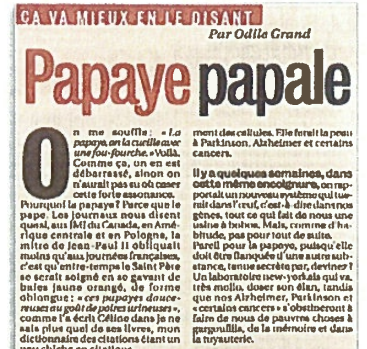 ÇA VA MIEUX EN LE DISANT
Par Odile Grand
Papaye papale
On me souffle : « La
papaye, on la cueille avec
une fou-fourche. » Voilà.
Comme ça, on en est
débarrassé, sinon on
n'aurait pas su où caser
cette forte assonance.
Pourquoi la papaye ? Parce que le
pape. Les journaux nous disent
quasi, aus [M] du Canada, en Amé-
rique centrale et en Pologne, la
mitre de Jean-Paul II obliquait
moins qu'aux journées françaises,
c'est qu'entre-temps le Saint Père
se serait soigné en se gavant de
baies jaune orangé, de forme
oblongue : « ces papayes douce-
reuses au goût de poires urineuses »,
comme l'a écrit Céline dans je ne
sais plus quel de ses livres, mon
dictionnaire des citations étant un
peu chiche en citations
ment des cellules. Elle ferait la peau
à Parkinson, Alzheimer et certains
cancers.
Il y a quelques semaines, dans
cette même encoignure, on rap-
portait un nouveau système qui tue-
rait dans l'œuf, c'est-à-dire dans nos
gènes, tout ce qui fait de nous une
usine à bobos. Mais, comme d'ha-
bitude, pas pour tout de suite.
Pareil pour la papaye, puisqu'elle
doit être flanquée d'une autre sub-
stance, tenue secrète par, devinez ?
Un laboratoire new-yorkais qui va,
très mollo, doser son élan, tandis
que nos Alzheimer, Parkinson et
« certains cancers » s'obstineront à
faire de nous de pauvres choses à
gargouillis, de la mémoire et dans
la tuyauterie.